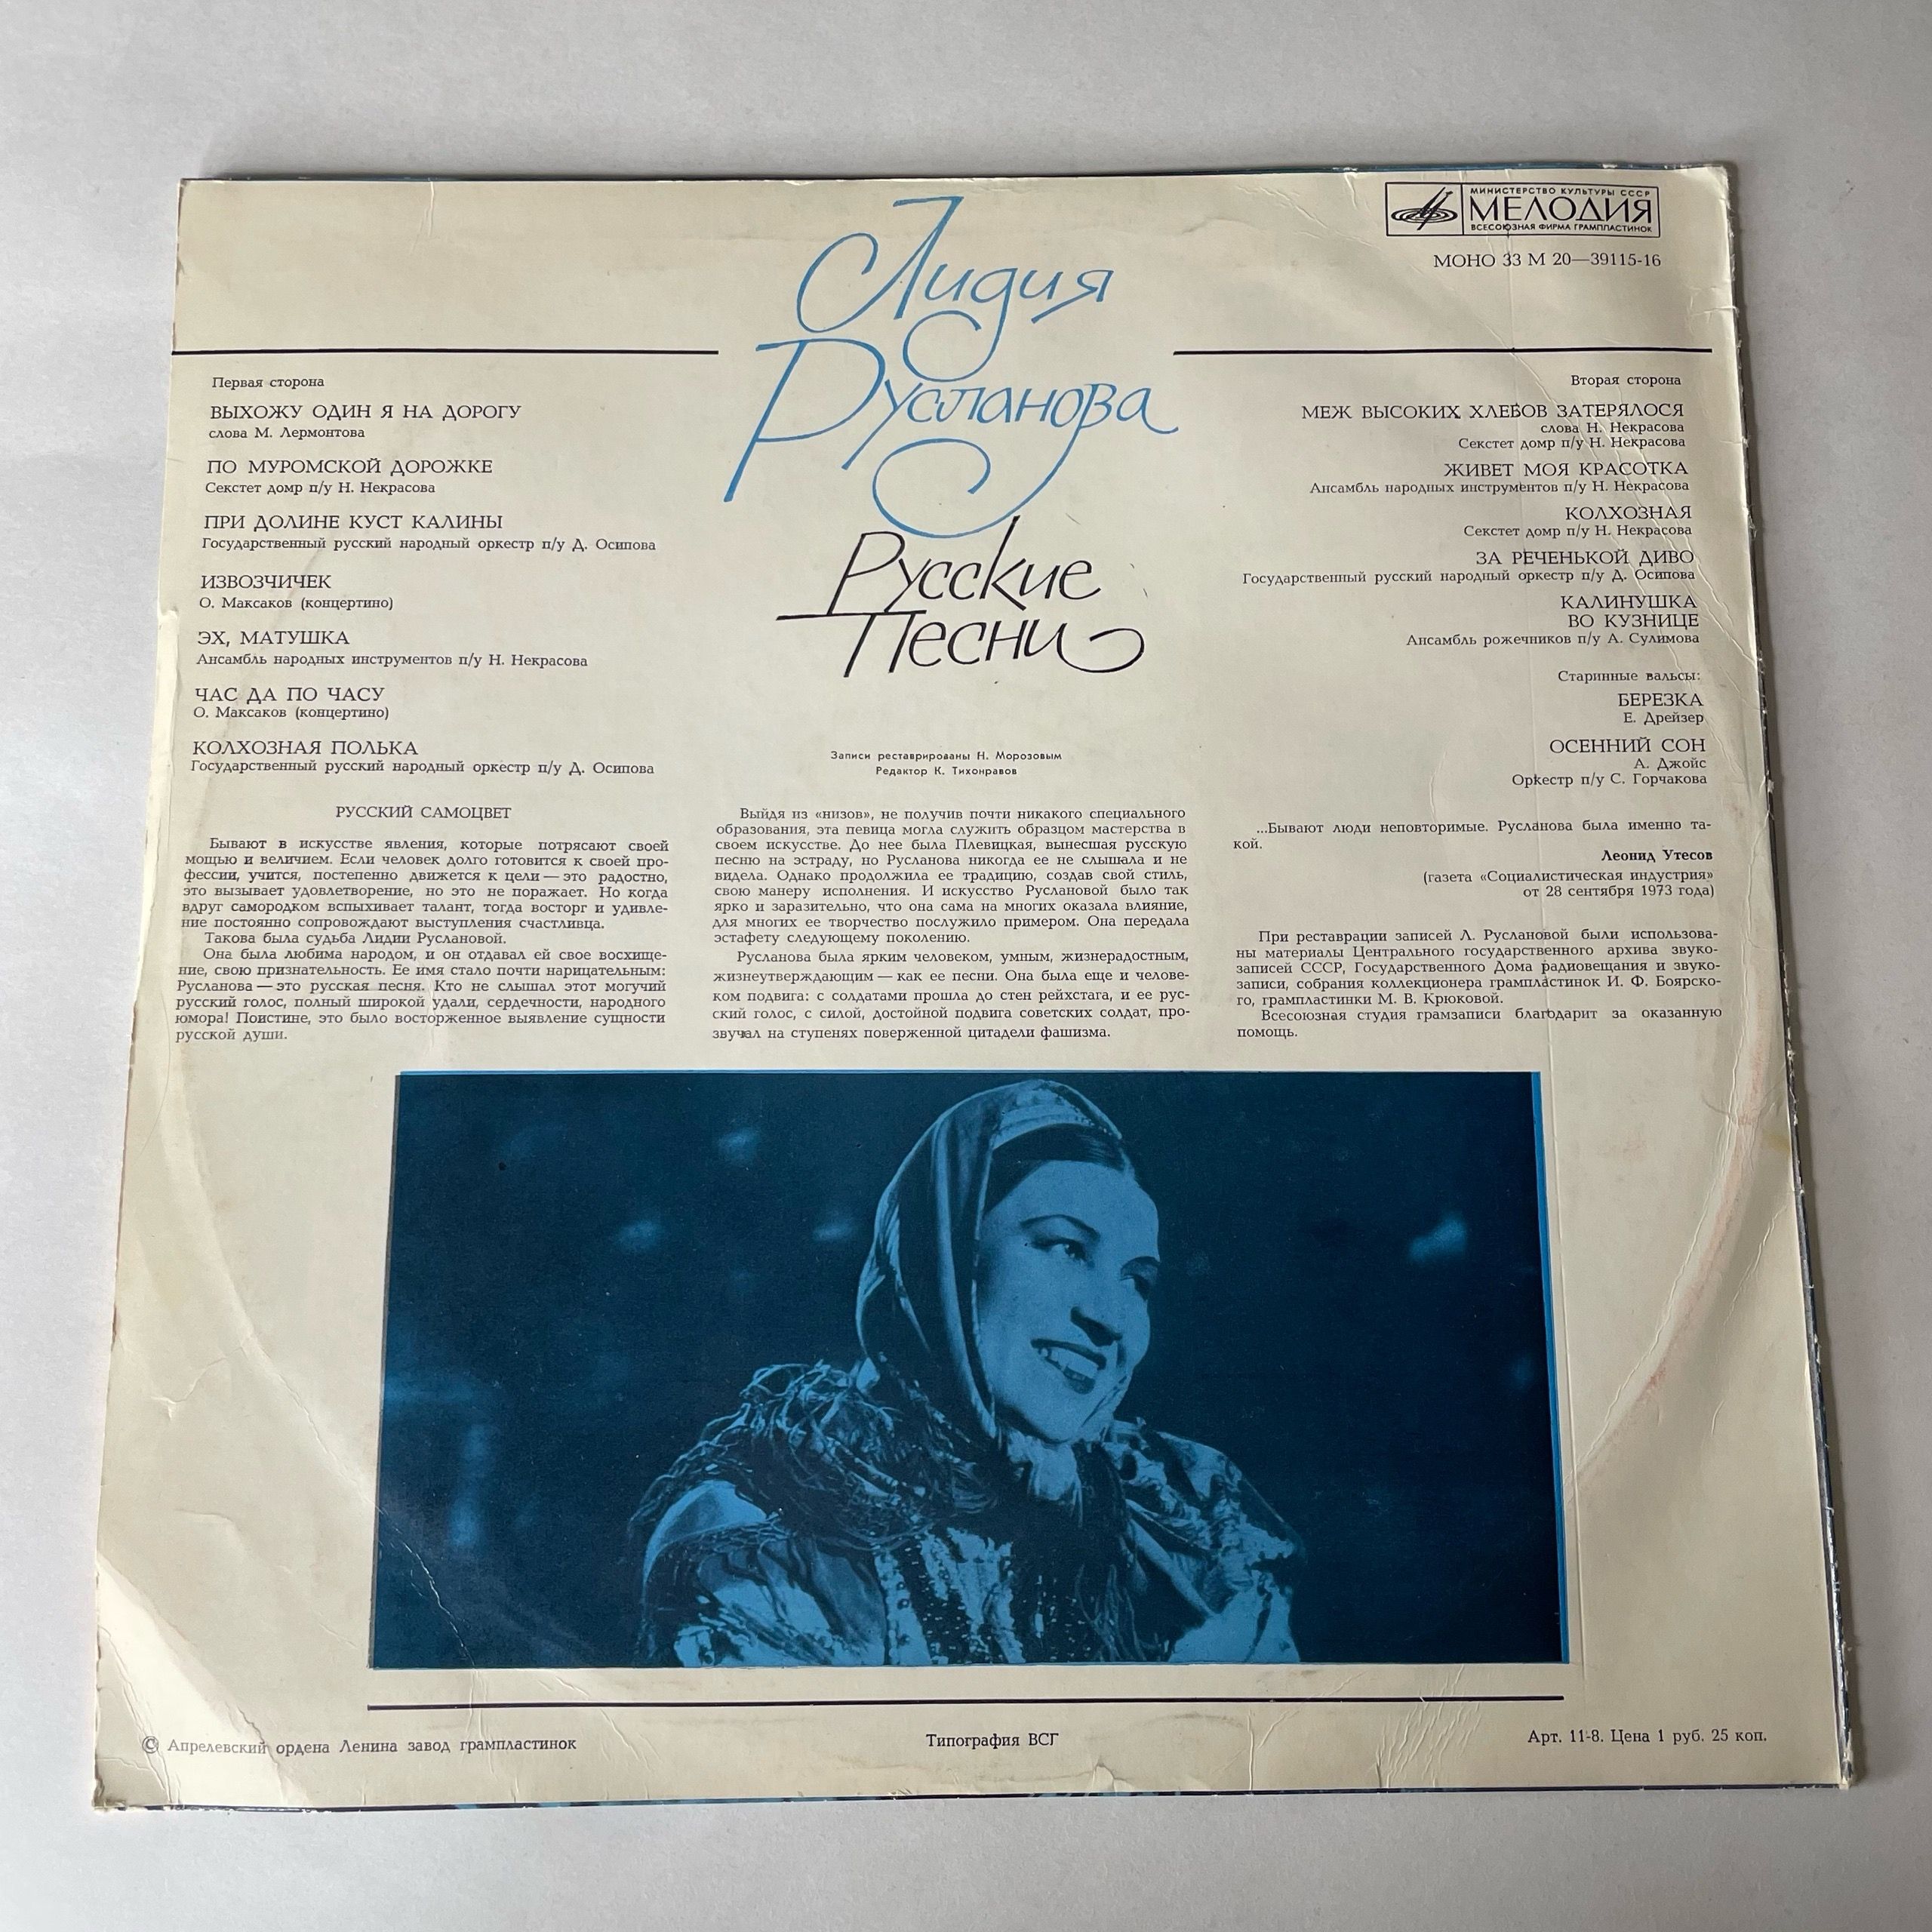 МИНИСТЕРСТВО КУЛЬТУРЫ СССР
МЕЛОДИЯ
ВСЕСОЮЗНАЯ ФИРМА ГРАМПЛАСТИНОК
МОНО 33 М 20—39115-16
Лидия
Русланова
Русские
Песни
Первая сторона
ВЫХОЖУ ОДИН Я НА ДОРОГУ
слова М. Лермонтова
ПО МУРОМСКОЙ ДОРОЖКЕ
Секстет домр п/у Н. Некрасова
ПРИ ДОЛИНЕ КУСТ КАЛИНЫ
Государственный русский народный оркестр п/у Д. Осипова
ИЗВОЗЧИЧЕК
О. Максаков (концертино)
ЭХ, МАТУШКА
Ансамбль народных инструментов п/у Н. Некрасова
ЧАС ДА ПО ЧАСУ
О. Максаков (концертино)
КОЛХОЗНАЯ ПОЛЬКА
Государственный русский народный оркестр п/у Д. Осипова
Вторая сторона
МЕЖ ВЫСОКИХ ХЛЕБОВ ЗАТЕРЯЛОСЯ
слова Н. Некрасова
Секстет домр п/у Н. Некрасова
ЖИВЕТ МОЯ КРАСОТКА
Ансамбль народных инструментов п/у Н. Некрасова
КОЛХОЗНАЯ
Секстет домр п/у Н. Некрасова
ЗА РЕЧЕНЬКОЙ ДИВО
Государственный русский народный оркестр п/у Д. Осипова
КАЛИНУШКА
ВО КУЗНИЦЕ
Ансамбль рожечников п/у А. Сулимова
Старинные вальсы:
БЕРЕЗКА
Е. Дрейзер
ОСЕННИЙ СОН
А. Джойс
Оркестр п/у С. Горчакова
Записи реставрированы Н. Морозовым
Редактор К. Тихонравов
РУССКИЙ САМОЦВЕТ
Бывают в искусстве явления, которые потрясают своей
мощью и величием. Если человек долго готовится к своей про-
фессии, учится, постепенно движется к цели — это радостно,
это вызывает удовлетворение, но это не поражает. Но когда
вдруг самородком вспыхивает талант, тогда восторг и удивле-
ние постоянно сопровождают выступления счастливца.
Такова была судьба Лидии Руслановой.
Она была любима народом, и он отдавал ей свое восхище-
ние, свою признательность. Ее имя стало почти нарицательным:
Русланова — это русская песня. Кто не слышал этот могучий
русский голос, полный широкой удали, сердечности, народного
юмора! Поистине, это было восторженное выявление сущности
русской души.
Выйдя из «низов», не получив почти никакого специального
образования, эта певица могла служить образцом мастерства в
своем искусстве. До нее была Плевицкая, вынесшая русскую
песню на эстраду, но Русланова никогда ее не слышала и не
видела. Однако продолжила ее традицию, создав свой стиль,
свою манеру исполнения. И искусство Руслановой было так
ярко и заразительно, что она сама на многих оказала влияние,
для многих ее творчество послужило примером. Она передала
эстафету следующему поколению.
Русланова была ярким человеком, умным, жизнерадостным,
жизнеутверждающим — как ее песни. Она была еще и челове-
ком подвига: с солдатами прошла до стен рейхстага, и ее рус-
ский голос, с силой, достойной подвига советских солдат, про-
звучал на ступенях поверженной цитадели фашизма.
...Бывают люди неповторимые. Русланова была именно та-
кой.
Леонид Утесов
(газета «Социалистическая индустрия»
от 28 сентября 1973 года)
При реставрации записей Л. Руслановой были использова-
ны материалы Центрального государственного архива звуко-
записей СССР, Государственного Дома радиовещания и звуко-
записи, собрания коллекционера грампластинок И. Ф. Боярско-
го, грампластинки М. В. Крюковой.
Всесоюзная студия грамзаписи благодарит за оказанную
помощь.
© Апрелевский ордена Ленина завод грампластинок
Типография ВСГ
Арт. 11-8. Цена 1 руб. 25 коп.